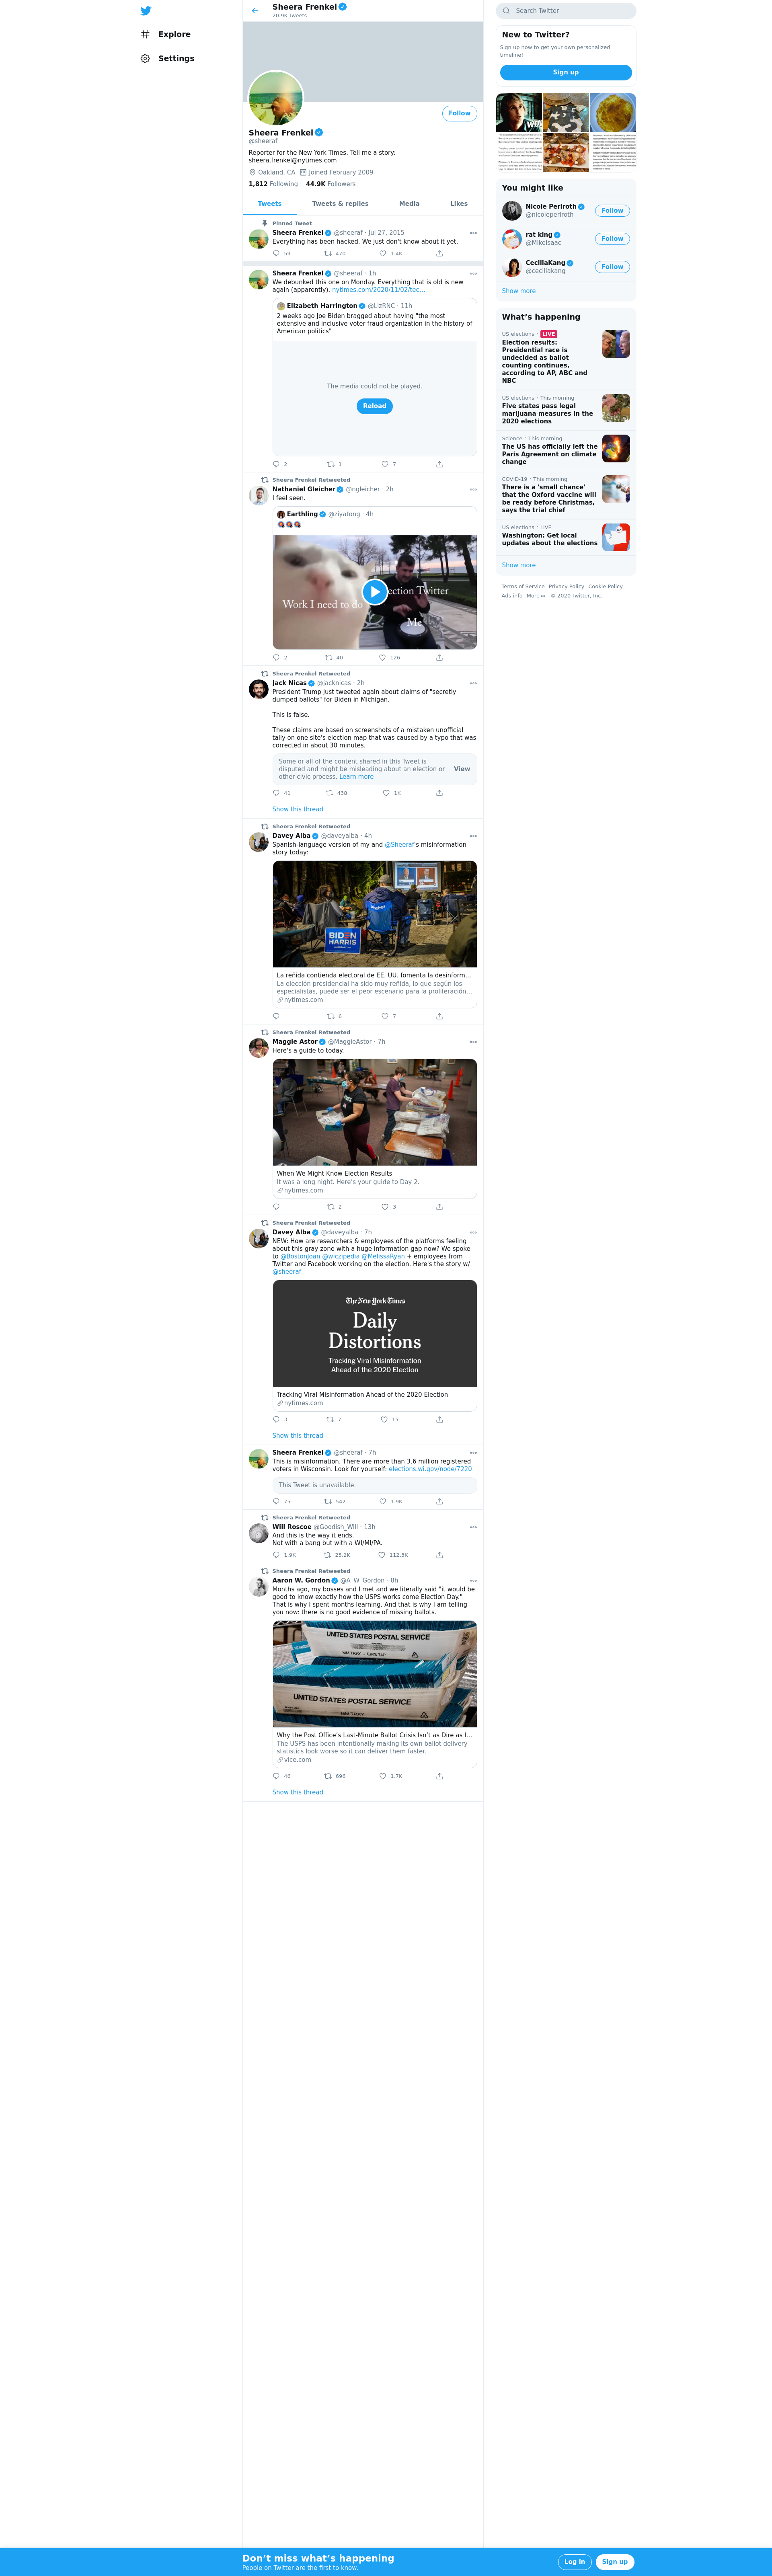 Explore
Settings
Sheera Frenkel
20.9K Tweets
Follow
Sheera Frenkel
@sheeraf
Reporter for the New York Times. Tell me a story:
sheera.frenkel@nytimes.com
Oakland, CA Joined February 2009
1,812 Following 44.9K Followers
Tweets Tweets & replies Media Likes
Pinned Tweet
Sheera Frenkel @sheeraf · Jul 27, 2015
Everything has been hacked. We just don't know about it yet.
59 470 1.4K
Sheera Frenkel @sheeraf · 1h
We debunked this one on Monday. Everything that is old is new
again (apparently). nytimes.com/2020/11/02/tec…
Elizabeth Harrington @LizRNC · 11h
2 weeks ago Joe Biden bragged about having "the most
extensive and inclusive voter fraud organization in the history of
American politics"
The media could not be played.
Reload
2 1 7
Sheera Frenkel Retweeted
Nathaniel Gleicher @ngleicher · 2h
I feel seen.
Earthling @ziyatong · 4h
Work I need to do
ection Twitter
Me
2 40 126
Sheera Frenkel Retweeted
Jack Nicas @jacknicas · 2h
President Trump just tweeted again about claims of "secretly
dumped ballots" for Biden in Michigan.
This is false.
These claims are based on screenshots of a mistaken unofficial
tally on one site's election map that was caused by a typo that was
corrected in about 30 minutes.
Some or all of the content shared in this Tweet is
disputed and might be misleading about an election or
other civic process. Learn more
View
41 438 1K
Show this thread
Sheera Frenkel Retweeted
Davey Alba @daveyalba · 4h
Spanish-language version of my and @Sheeraf's misinformation
story today:
BIDEN
HARRIS
La reñida contienda electoral de EE. UU. fomenta la desinform…
La elección presidencial ha sido muy reñida, lo que según los
especialistas, puede ser el peor escenario para la proliferación…
nytimes.com
6 7
Sheera Frenkel Retweeted
Maggie Astor @MaggieAstor · 7h
Here's a guide to today.
When We Might Know Election Results
It was a long night. Here's your guide to Day 2.
nytimes.com
2 3
Sheera Frenkel Retweeted
Davey Alba @daveyalba · 7h
NEW: How are researchers & employees of the platforms feeling
about this gray zone with a huge information gap now? We spoke
to @BostonJoan @wiczipedia @MelissaRyan + employees from
Twitter and Facebook working on the election. Here's the story w/
@sheeraf
The New York Times
Daily
Distortions
Tracking Viral Misinformation
Ahead of the 2020 Election
Tracking Viral Misinformation Ahead of the 2020 Election
nytimes.com
3 7 15
Show this thread
Sheera Frenkel @sheeraf · 7h
This is misinformation. There are more than 3.6 million registered
voters in Wisconsin. Look for yourself: elections.wi.gov/node/7220
This Tweet is unavailable.
75 542 1.9K
Sheera Frenkel Retweeted
Will Roscoe @Goodish_Will · 13h
And this is the way it ends.
Not with a bang but with a WI/MI/PA.
1.9K 25.2K 112.3K
Sheera Frenkel Retweeted
Aaron W. Gordon @A_W_Gordon · 8h
Months ago, my bosses and I met and we literally said "it would be
good to know exactly how the USPS works come Election Day."
That is why I spent months learning. And that is why I am telling
you now: there is no good evidence of missing ballots.
UNITED STATES POSTAL SERVICE
UNITED STATES POSTAL SERVICE
UNITED STATES POSTAL SERVICE
Why the Post Office's Last-Minute Ballot Crisis Isn't as Dire as I…
The USPS has been intentionally making its own ballot delivery
statistics look worse so it can deliver them faster.
vice.com
46 696 1.7K
Show this thread
Search Twitter
New to Twitter?
Sign up now to get your own personalized
timeline!
Sign up
You might like
Nicole Perlroth
@nicoleperlroth
Follow
rat king
@MikeIsaac
Follow
CeciliaKang
@ceciliakang
Follow
Show more
What's happening
US elections · LIVE
Election results:
Presidential race is
undecided as ballot
counting continues,
according to AP, ABC and
NBC
US elections · This morning
Five states pass legal
marijuana measures in the
2020 elections
Science · This morning
The US has officially left the
Paris Agreement on climate
change
COVID-19 · This morning
There is a 'small chance'
that the Oxford vaccine will
be ready before Christmas,
says the trial chief
US elections · LIVE
Washington: Get local
updates about the elections
Show more
Terms of Service Privacy Policy Cookie Policy
Ads info More © 2020 Twitter, Inc.
Don't miss what's happening
People on Twitter are the first to know.
Log in
Sign up